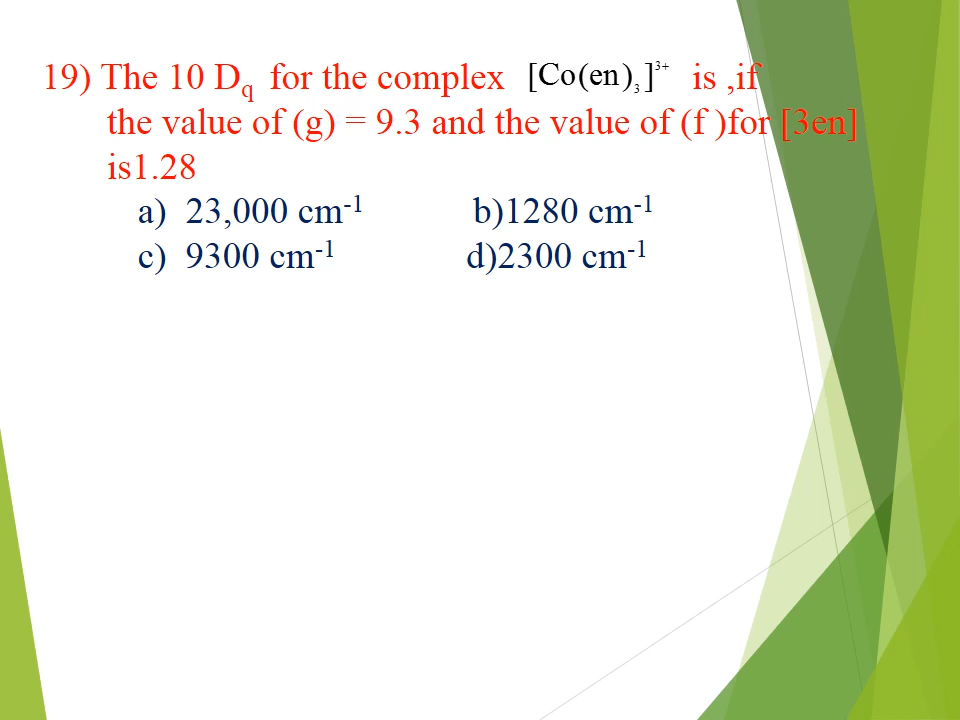 19) The 10 Dq for the complex [Co(en)₃]³⁺ is ,if
the value of (g) = 9.3 and the value of (f )for [3en]
is1.28
a) 23,000 cm⁻¹ b)1280 cm⁻¹
c) 9300 cm⁻¹ d)2300 cm⁻¹